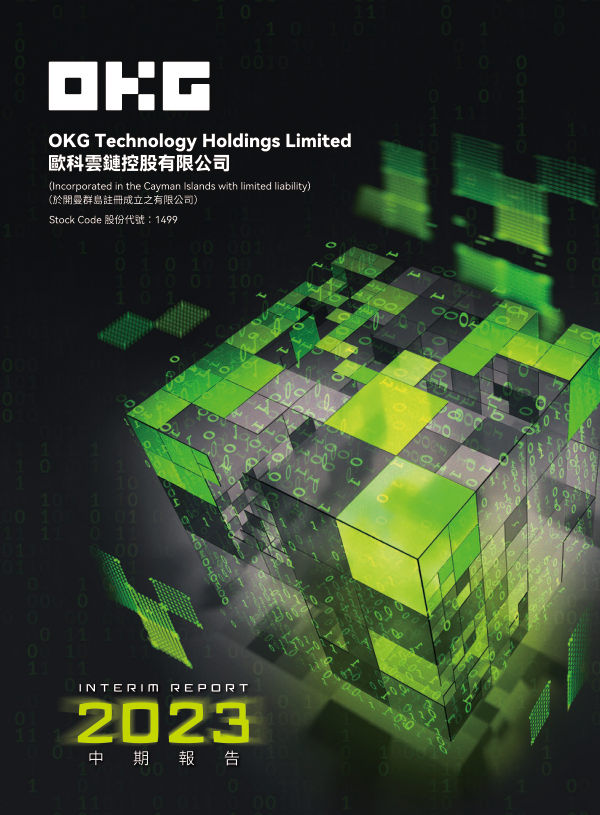 OKG
OKG Technology Holdings Limited
歐科雲鏈控股有限公司
(Incorporated in the Cayman Islands with limited liability)
(於開曼群島註冊成立之有限公司)
Stock Code 股份代號：1499
INTERIM REPORT
2023
中期報告